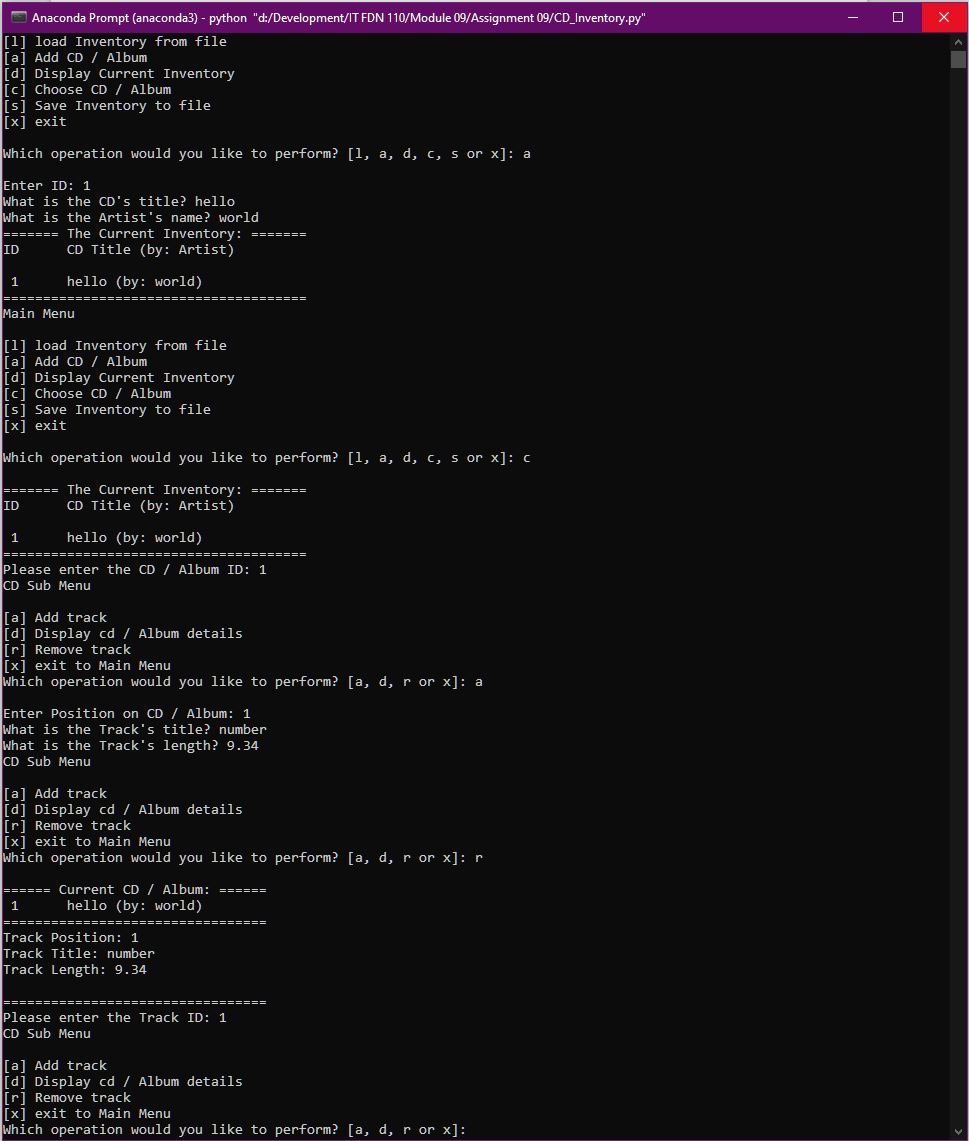 Anaconda Prompt (anaconda3) - python "d:/Development/IT FDN 110/Module 09/Assignment 09/CD_Inventory.py"
[l] load Inventory from file
[a] Add CD / Album
[d] Display Current Inventory
[c] Choose CD / Album
[s] Save Inventory to file
[x] exit
Which operation would you like to perform? [l, a, d, c, s or x]: a
Enter ID: 1
What is the CD's title? hello
What is the Artist's name? world
======= The Current Inventory: =======
ID      CD Title (by: Artist)
 1      hello (by: world)
======================================
Main Menu
[l] load Inventory from file
[a] Add CD / Album
[d] Display Current Inventory
[c] Choose CD / Album
[s] Save Inventory to file
[x] exit
Which operation would you like to perform? [l, a, d, c, s or x]: c
======= The Current Inventory: =======
ID      CD Title (by: Artist)
 1      hello (by: world)
======================================
Please enter the CD / Album ID: 1
CD Sub Menu
[a] Add track
[d] Display cd / Album details
[r] Remove track
[x] exit to Main Menu
Which operation would you like to perform? [a, d, r or x]: a
Enter Position on CD / Album: 1
What is the Track's title? number
What is the Track's length? 9.34
CD Sub Menu
[a] Add track
[d] Display cd / Album details
[r] Remove track
[x] exit to Main Menu
Which operation would you like to perform? [a, d, r or x]: r
====== Current CD / Album: ======
 1      hello (by: world)
=================================
Track Position: 1
Track Title: number
Track Length: 9.34
=================================
Please enter the Track ID: 1
CD Sub Menu
[a] Add track
[d] Display cd / Album details
[r] Remove track
[x] exit to Main Menu
Which operation would you like to perform? [a, d, r or x]: